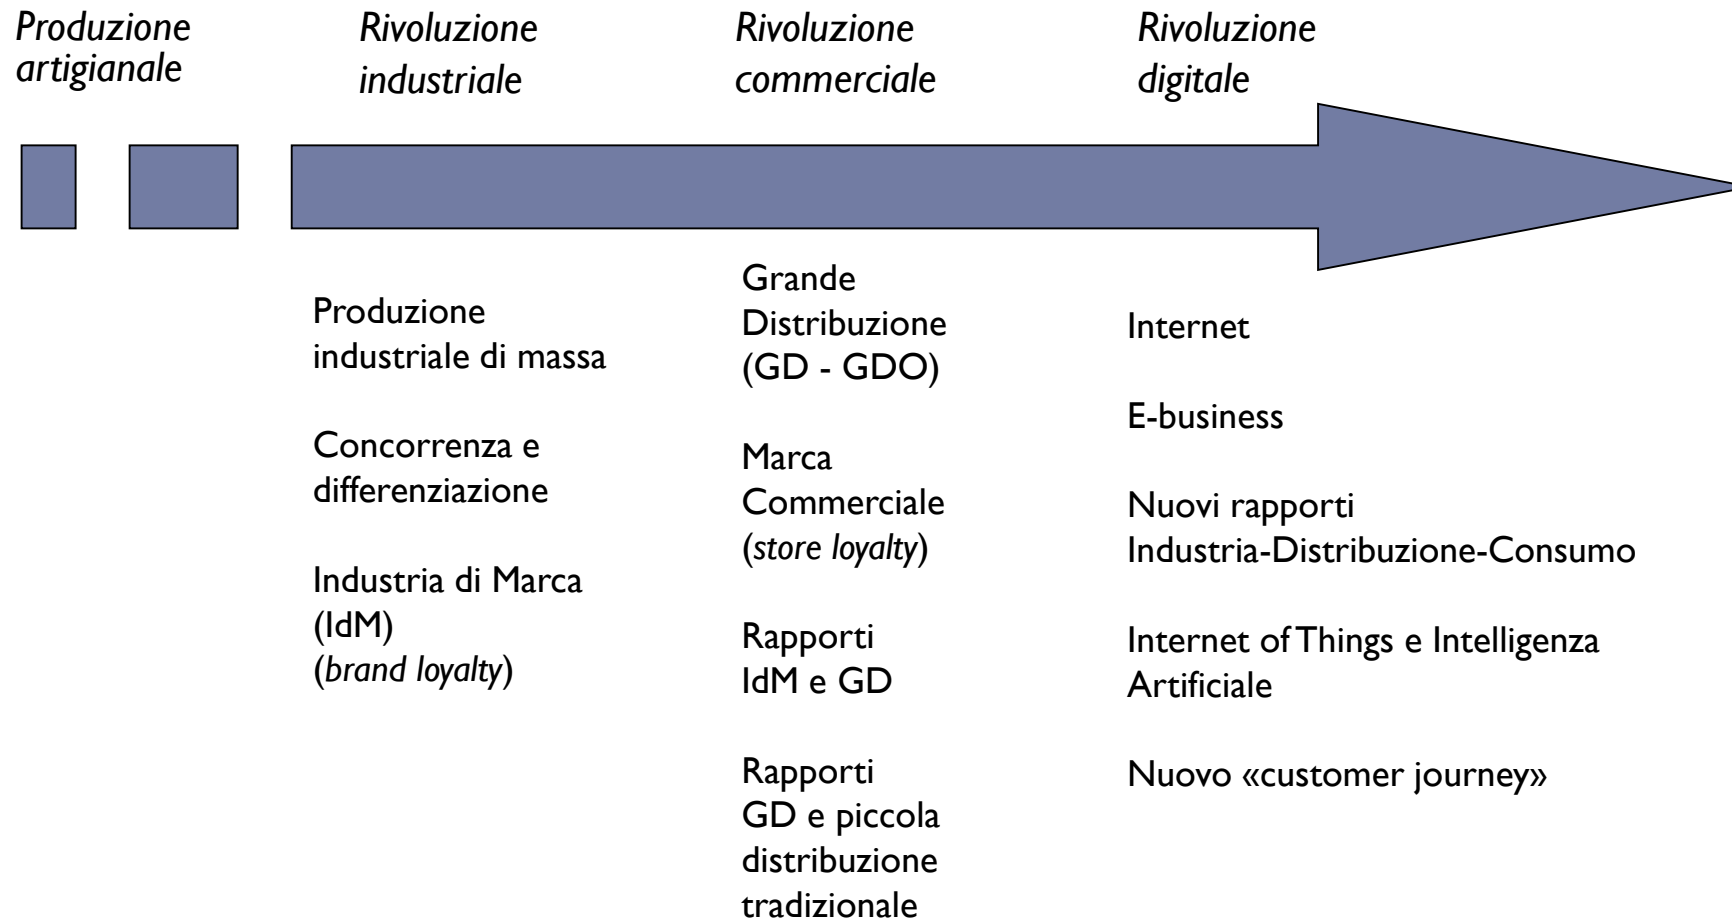 Produzione
artigianale
Rivoluzione
industriale
Rivoluzione
commerciale
Rivoluzione
digitale
Produzione
industriale di massa
Concorrenza e
differenziazione
Industria di Marca
(IdM)
(brand loyalty)
Grande
Distribuzione
(GD - GDO)
Marca
Commerciale
(store loyalty)
Rapporti
IdM e GD
Rapporti
GD e piccola
distribuzione
tradizionale
Internet
E-business
Nuovi rapporti
Industria-Distribuzione-Consumo
Internet of Things e Intelligenza
Artificiale
Nuovo «customer journey»